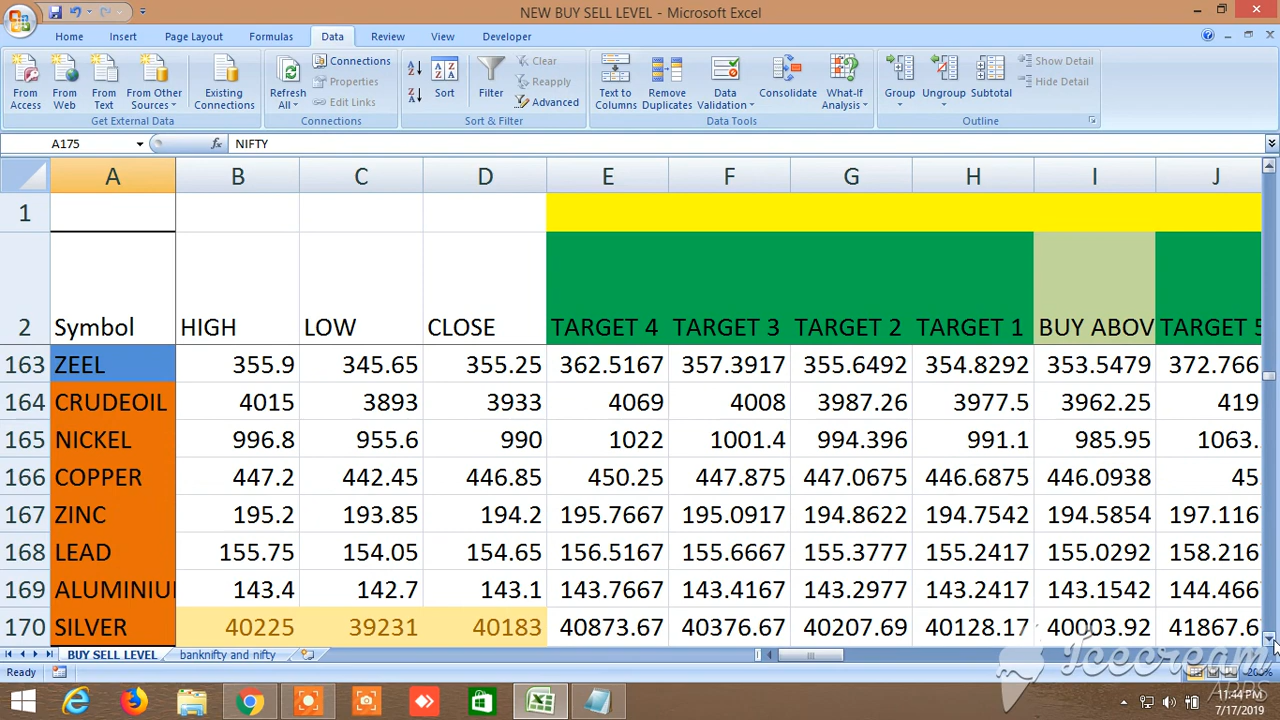 NEW BUY SELL LEVEL - Microsoft Excel
Home Insert Page Layout Formulas Data Review View Developer
From Access From Web From Text From Other Sources Existing Connections
Get External Data
Refresh All Connections Properties Edit Links
Connections
Sort Filter Clear Reapply Advanced
Sort & Filter
Text to Columns Remove Duplicates Data Validation Consolidate What-If Analysis
Data Tools
Group Ungroup Subtotal Show Detail Hide Detail
Outline
A175 fx NIFTY
A B C D E F G H I J
1
2 Symbol HIGH LOW CLOSE TARGET 4 TARGET 3 TARGET 2 TARGET 1 BUY ABOV TARGET 5
163 ZEEL 355.9 345.65 355.25 362.5167 357.3917 355.6492 354.8292 353.5479 372.7667
164 CRUDEOIL 4015 3893 3933 4069 4008 3987.26 3977.5 3962.25 419
165 NICKEL 996.8 955.6 990 1022 1001.4 994.396 991.1 985.95 1063.
166 COPPER 447.2 442.45 446.85 450.25 447.875 447.0675 446.6875 446.0938 45
167 ZINC 195.2 193.85 194.2 195.7667 195.0917 194.8622 194.7542 194.5854 197.1167
168 LEAD 155.75 154.05 154.65 156.5167 155.6667 155.3777 155.2417 155.0292 158.2167
169 ALUMINIU 143.4 142.7 143.1 143.7667 143.4167 143.2977 143.2417 143.1542 144.4667
170 SILVER 40225 39231 40183 40873.67 40376.67 40207.69 40128.17 40003.92 41867.6
BUY SELL LEVEL banknifty and nifty
Ready 200%
Icecream
APPS
11:44 PM
7/17/2019